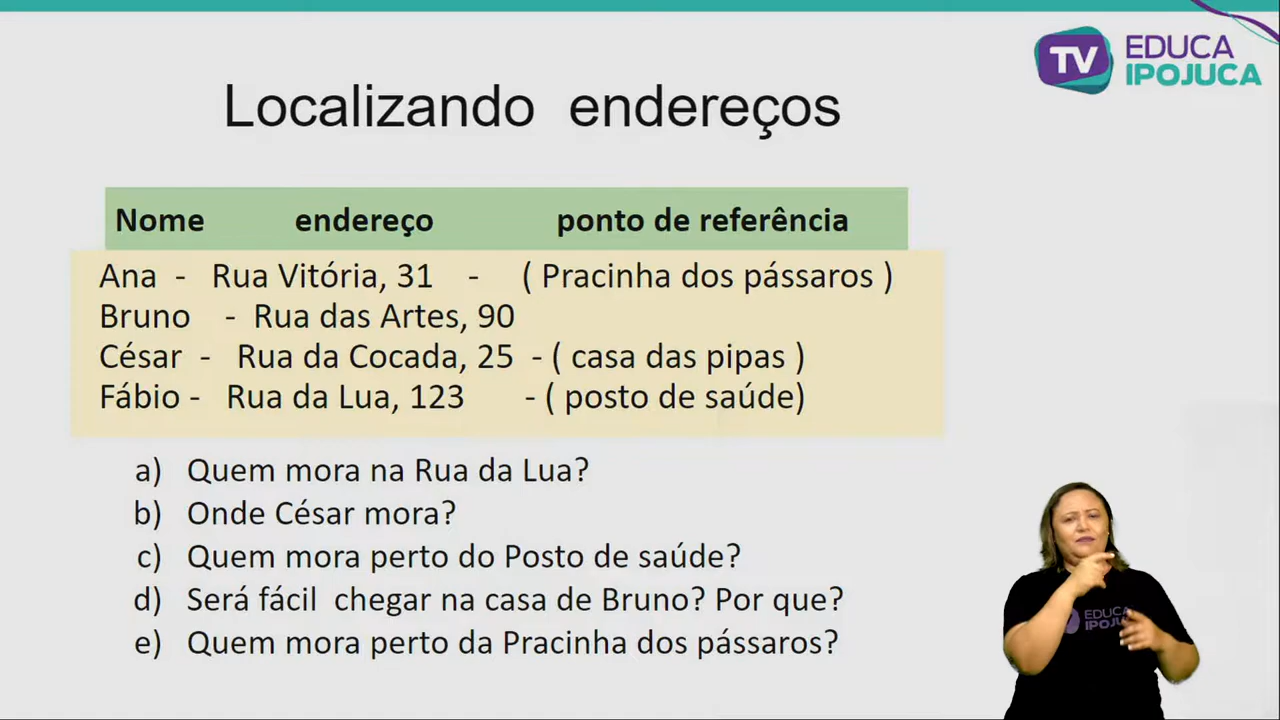 TV EDUCA
IPOJUCA
Localizando endereços
Nome endereço ponto de referência
Ana - Rua Vitória, 31 - ( Pracinha dos pássaros )
Bruno - Rua das Artes, 90
César - Rua da Cocada, 25 - ( casa das pipas )
Fábio - Rua da Lua, 123 - ( posto de saúde)
a) Quem mora na Rua da Lua?
b) Onde César mora?
c) Quem mora perto do Posto de saúde?
d) Será fácil chegar na casa de Bruno? Por que?
e) Quem mora perto da Pracinha dos pássaros?
EDUCA